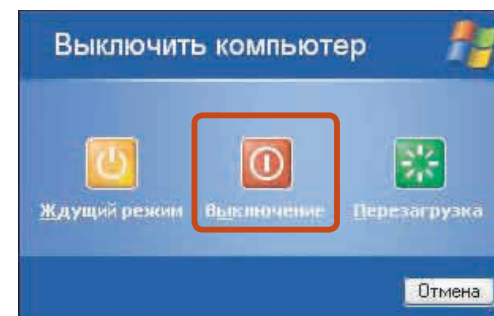 Выключить компьютер
Ждущий режим Выключение Перезагрузка
Отмена